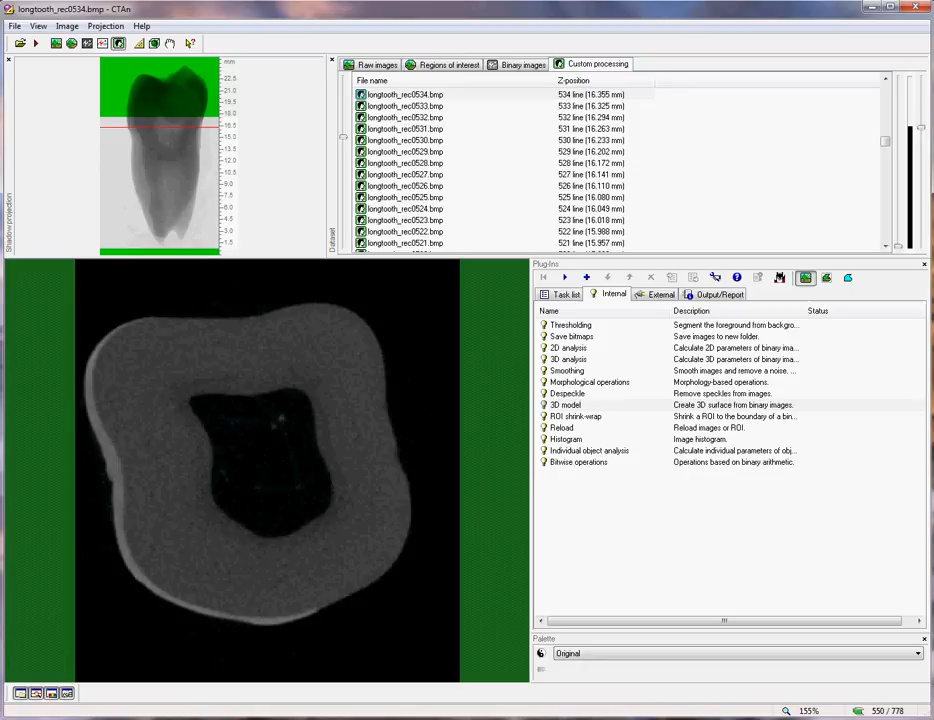 longtooth_rec0534.bmp - CTAn
File View Image Projection Help
mm
22.5
21.0
19.5
18.0
16.5
15.0
13.5
12.0
10.5
9.0
7.5
6.0
4.5
3.0
1.5
Shadow projection
Dataset
Raw images Regions of interest Binary images Custom processing
File name Z-position
longtooth_rec0534.bmp 534 line (16.355 mm)
longtooth_rec0533.bmp 533 line (16.325 mm)
longtooth_rec0532.bmp 532 line (16.294 mm)
longtooth_rec0531.bmp 531 line (16.263 mm)
longtooth_rec0530.bmp 530 line (16.233 mm)
longtooth_rec0529.bmp 529 line (16.202 mm)
longtooth_rec0528.bmp 528 line (16.172 mm)
longtooth_rec0527.bmp 527 line (16.141 mm)
longtooth_rec0526.bmp 526 line (16.110 mm)
longtooth_rec0525.bmp 525 line (16.080 mm)
longtooth_rec0524.bmp 524 line (16.049 mm)
longtooth_rec0523.bmp 523 line (16.018 mm)
longtooth_rec0522.bmp 522 line (15.988 mm)
longtooth_rec0521.bmp 521 line (15.957 mm)
Plug-Ins
Task list Internal External Output/Report
Name Description Status
Thresholding Segment the foreground from backgro...
Save bitmaps Save images to new folder.
2D analysis Calculate 2D parameters of binary ima...
3D analysis Calculate 3D parameters of binary ima...
Smoothing Smooth images and remove a noise. ...
Morphological operations Morphology-based operations.
Despeckle Remove speckles from images.
3D model Create 3D surface from binary images.
ROI shrink-wrap Shrink a ROI to the boundary of a bin...
Reload Reload images or ROI.
Histogram Image histogram.
Individual object analysis Calculate individual parameters of obj...
Bitwise operations Operations based on binary arithmetic.
Palette
Original
155% 550 / 778